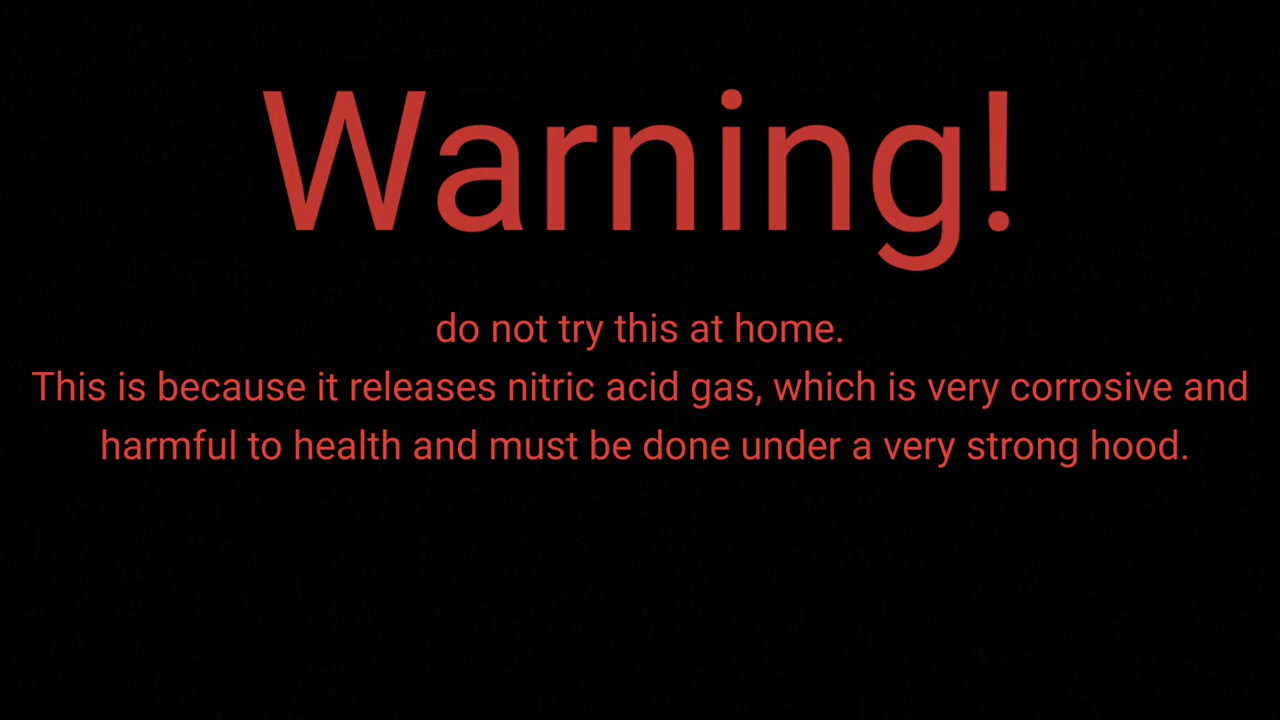 Warning!
do not try this at home.
This is because it releases nitric acid gas, which is very corrosive and
harmful to health and must be done under a very strong hood.